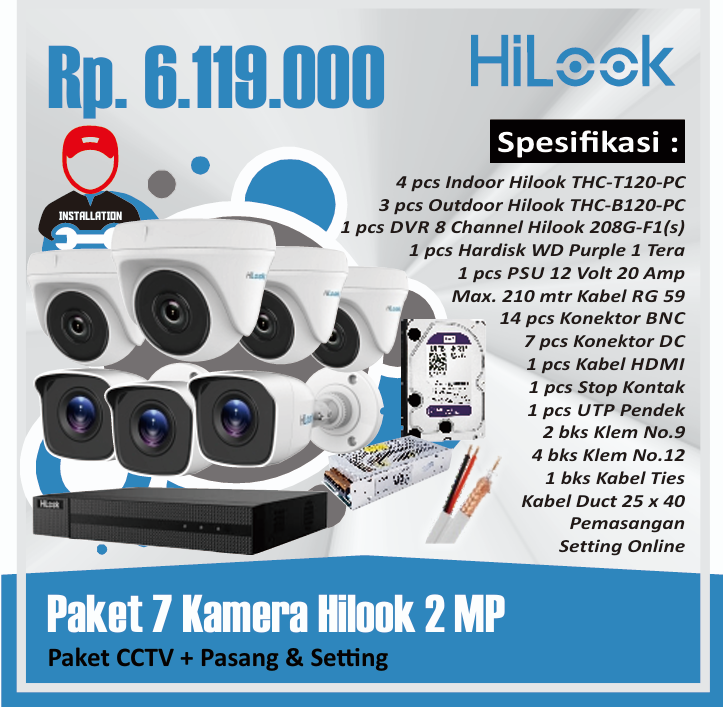 Rp. 6.119.000
HiLook
Spesifikasi :
INSTALLATION
4 pcs Indoor Hilook THC-T120-PC
3 pcs Outdoor Hilook THC-B120-PC
1 pcs DVR 8 Channel Hilook 208G-F1(s)
1 pcs Hardisk WD Purple 1 Tera
1 pcs PSU 12 Volt 20 Amp
Max. 210 mtr Kabel RG 59
14 pcs Konektor BNC
7 pcs Konektor DC
1 pcs Kabel HDMI
1 pcs Stop Kontak
1 pcs UTP Pendek
2 bks Klem No.9
4 bks Klem No.12
1 bks Kabel Ties
Kabel Duct 25 x 40
Pemasangan
Setting Online
HiLook
HiLook
HiLook
HiLook
HiLook
Paket 7 Kamera Hilook 2 MP
Paket CCTV + Pasang & Setting